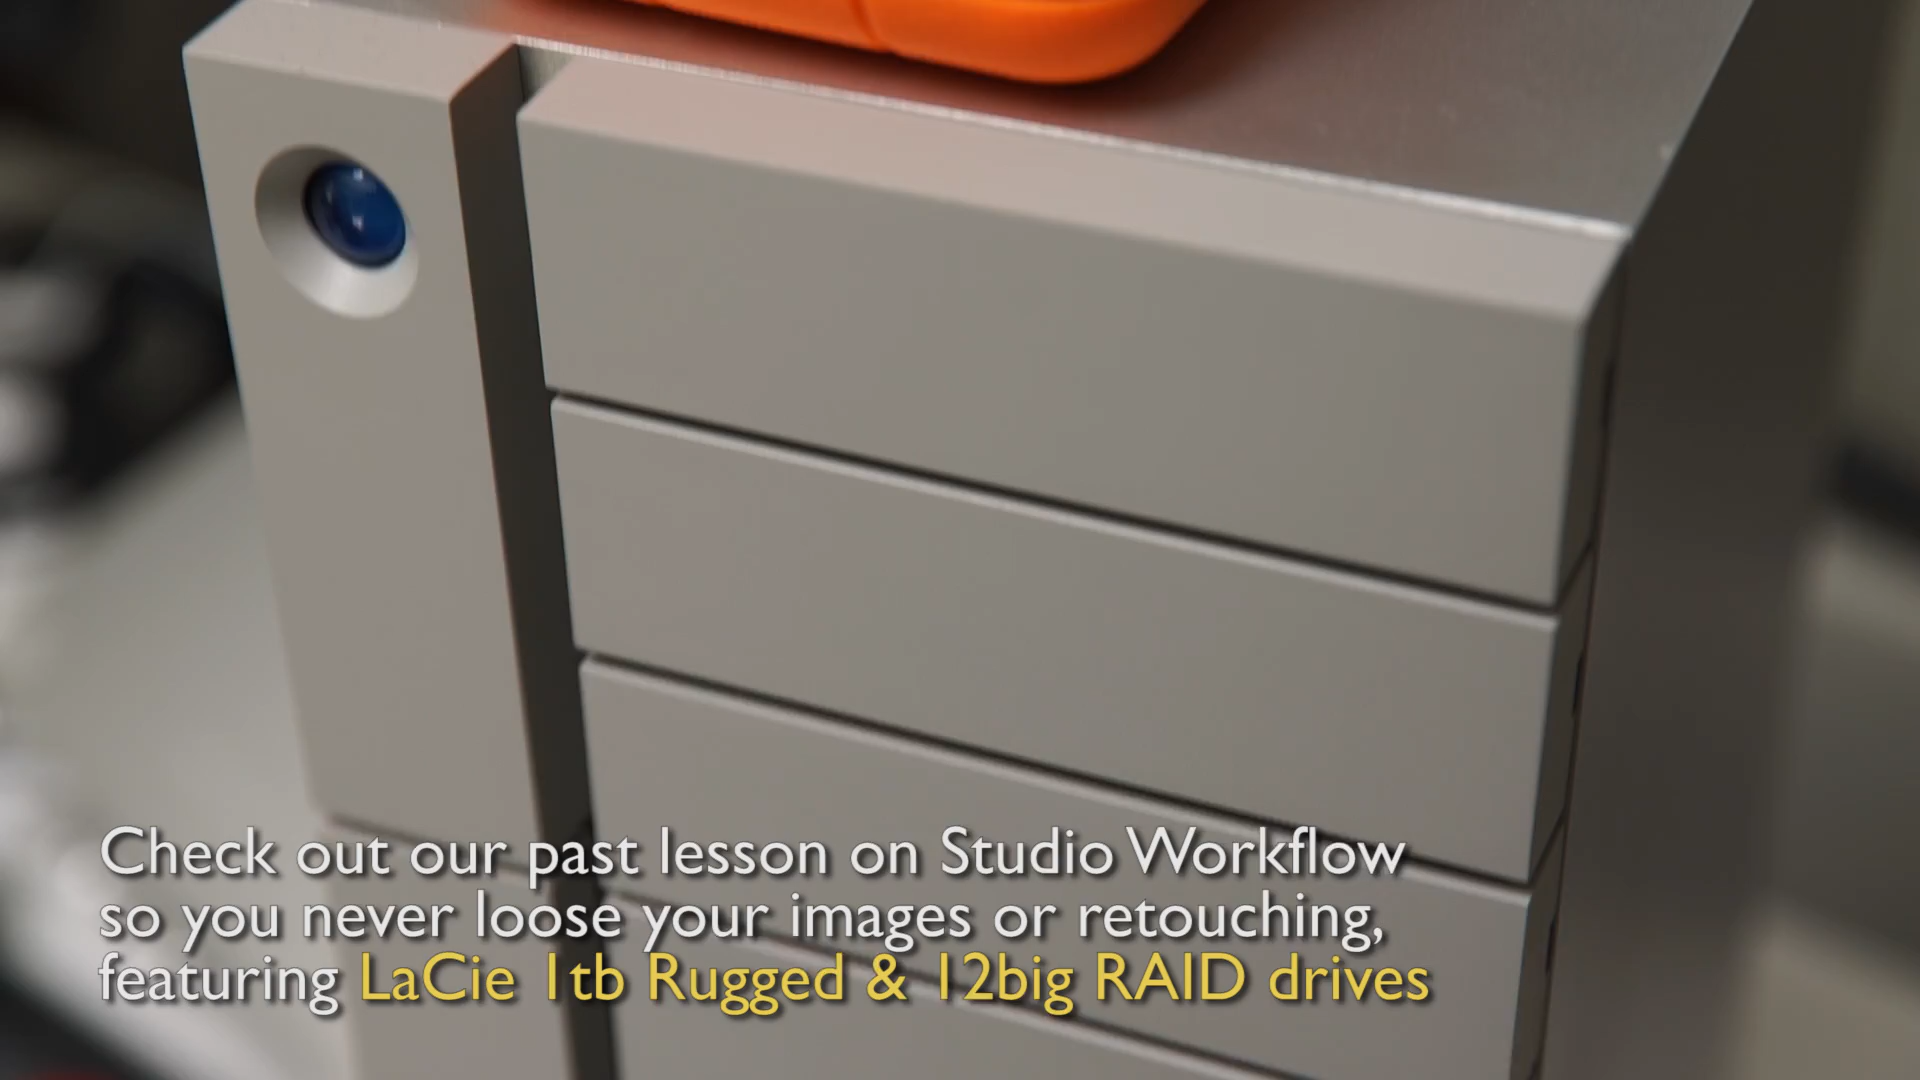 Check out our past lesson on Studio Workflow
so you never loose your images or retouching,
featuring LaCie 1tb Rugged & 12big RAID drives